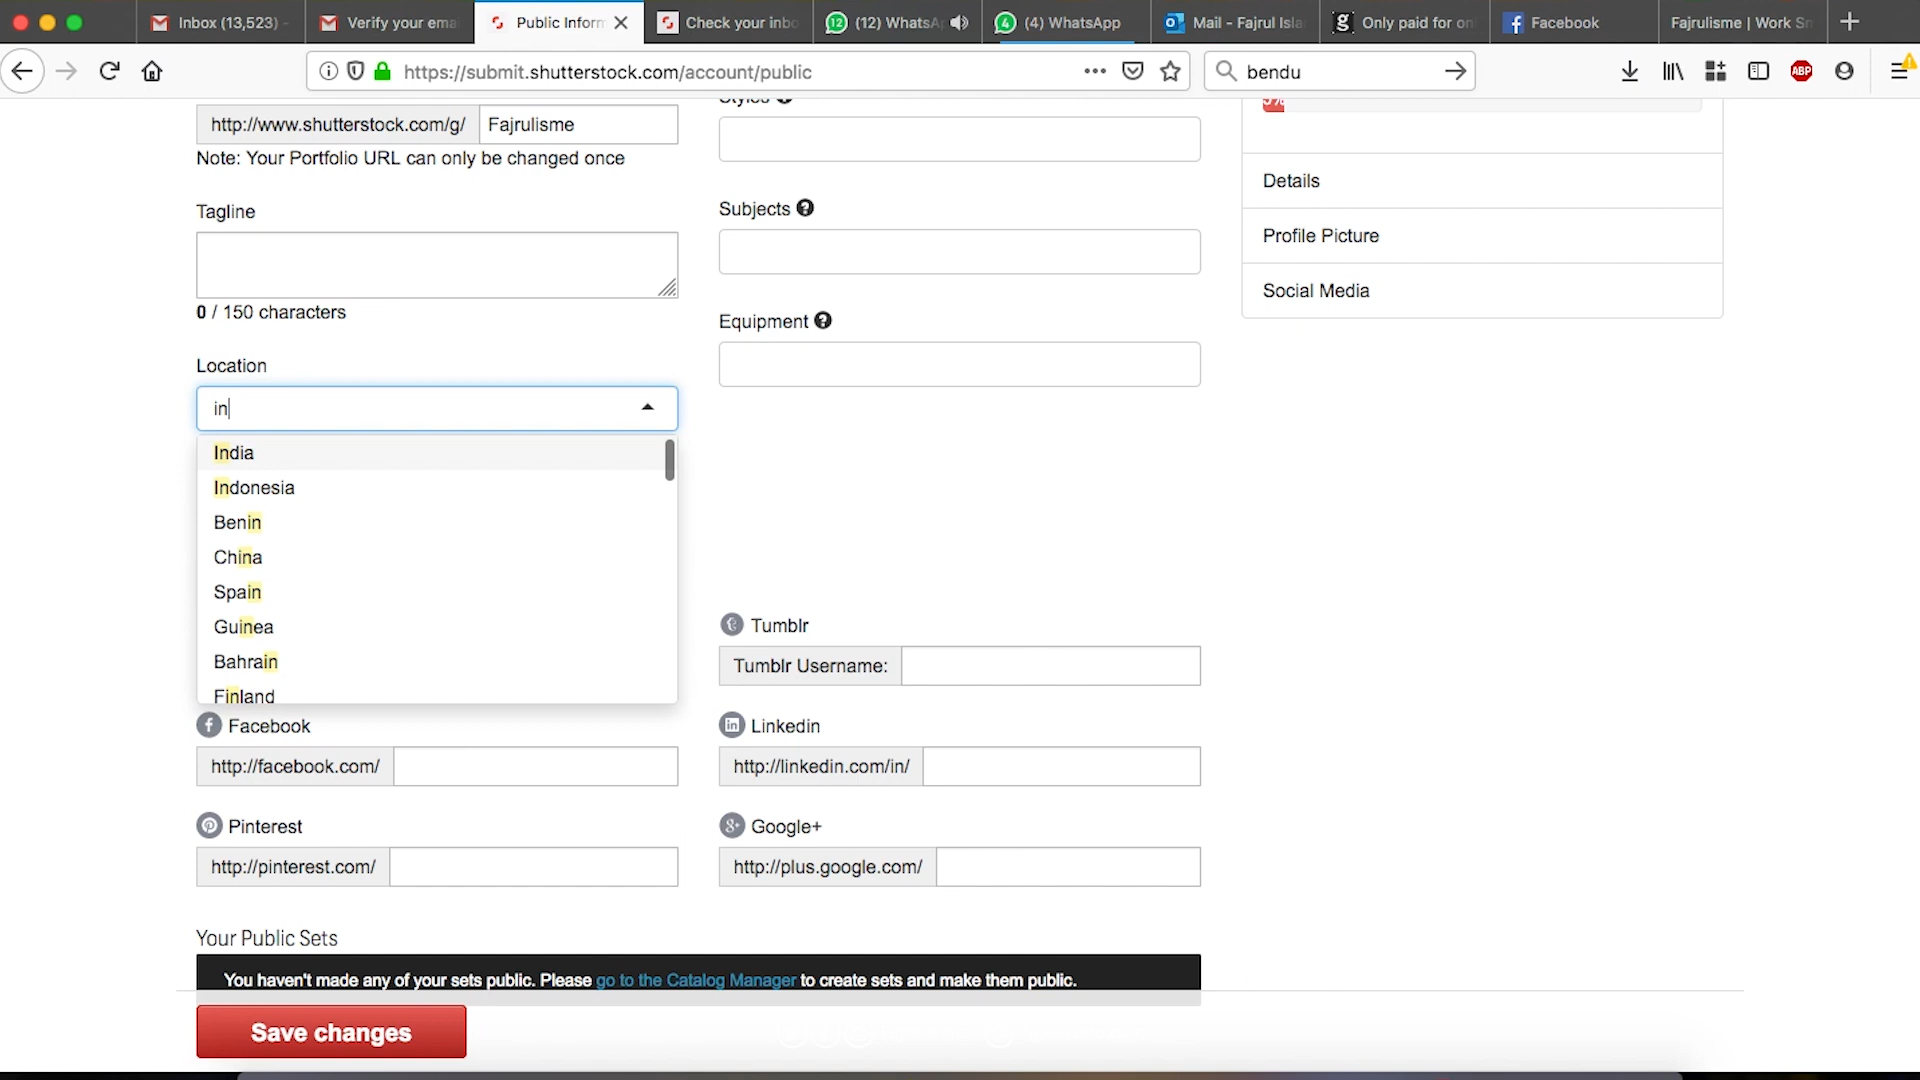 Inbox (13,523) -
Verify your ema
Public Inform
Check your inbo
(12) WhatsA
(4) WhatsApp
Mail - Fajrul Isla
Only paid for on
Facebook
Fajrulisme | Work Sm
https://submit.shutterstock.com/account/public
bendu
ABP
http://www.shutterstock.com/g/ Fajrulisme
Note: Your Portfolio URL can only be changed once
Tagline
0 / 150 characters
Location
in
India
Indonesia
Benin
China
Spain
Guinea
Bahrain
Finland
Facebook
http://facebook.com/
Pinterest
http://pinterest.com/
Styles
Subjects
Equipment
Tumblr
Tumblr Username:
Linkedin
http://linkedin.com/in/
Google+
http://plus.google.com/
Details
Profile Picture
Social Media
Your Public Sets
You haven't made any of your sets public. Please go to the Catalog Manager to create sets and make them public.
Save changes